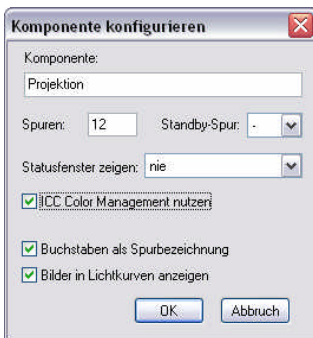 Komponente konfigurieren
Komponente:
Projektion
Spuren: 12 Standby-Spur: -
Statusfenster zeigen: nie
ICC Color Management nutzen
Buchstaben als Spurbezeichnung
Bilder in Lichtkurven anzeigen
OK Abbruch